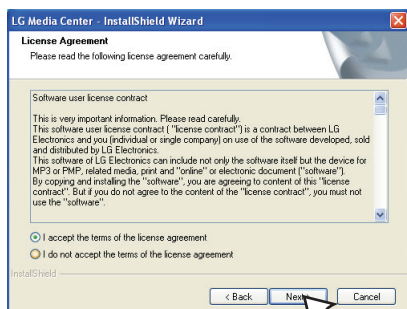 LG Media Center - InstallShield Wizard
License Agreement
Please read the following license agreement carefully.
Software user license contract
This is very important information. Please read carefully.
This software user license contract ( "license contract") is a contract between LG
Electronics and you (individual or single company) on use of the software developed, sold
and distributed by LG Electronics.
This software of LG Electronics can include not only the software itself but the device for
MP3 or PMP, related media, print and "online" or electronic document ("software").
By copying and installing the "software", you are agreeing to content of this "license
contract". But if you do not agree to the content of the "license contract", you must not
use the "software".
I accept the terms of the license agreement
I do not accept the terms of the license agreement
InstallShield
< Back Next Cancel